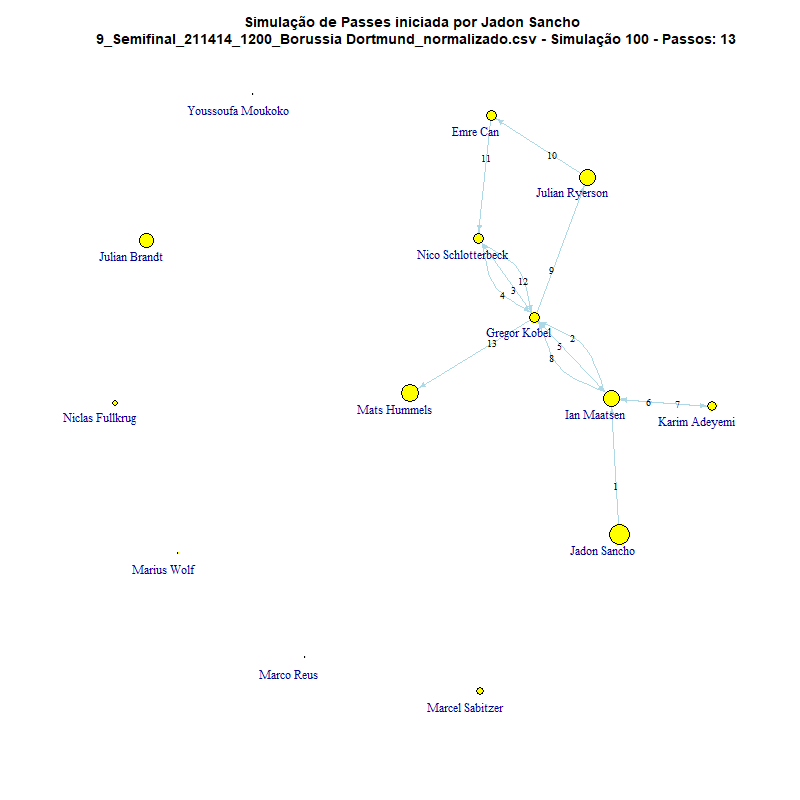 Simulação de Passes iniciada por Jadon Sancho
9_Semifinal_211414_1200_Borussia Dortmund_normalizado.csv - Simulação 100 - Passos: 13
Youssoufa Moukoko
Emre Can
10
11
Julian Ryerson
Julian Brandt
Nico Schlotterbeck
9
12
3
4
Gregor Kobel
2
13
5
8
Mats Hummels
6
7
Niclas Fullkrug
Ian Maatsen
Karim Adeyemi
1
Jadon Sancho
Marius Wolf
Marco Reus
Marcel Sabitzer